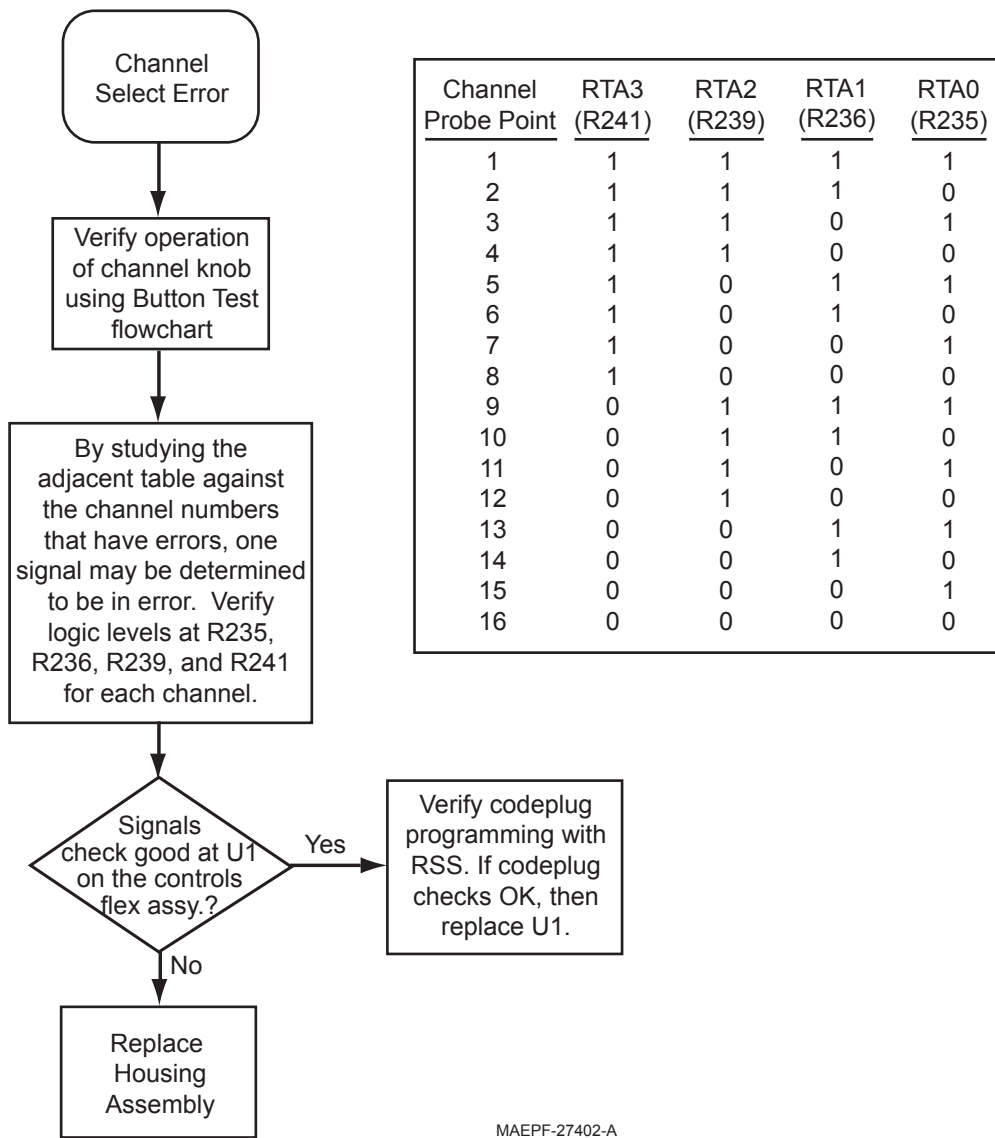 Channel
Select Error
Verify operation
of channel knob
using Button Test
flowchart
By studying the
adjacent table against
the channel numbers
that have errors, one
signal may be determined
to be in error. Verify
logic levels at R235,
R236, R239, and R241
for each channel.
Signals
check good at U1
on the controls
flex assy.?
Yes
Verify codeplug
programming with
RSS. If codeplug
checks OK, then
replace U1.
No
Replace
Housing
Assembly
Channel RTA3 RTA2 RTA1 RTA0
Probe Point (R241) (R239) (R236) (R235)
1 1 1 1 1
2 1 1 1 0
3 1 1 0 1
4 1 1 0 0
5 1 0 1 1
6 1 0 1 0
7 1 0 0 1
8 1 0 0 0
9 0 1 1 1
10 0 1 1 0
11 0 1 0 1
12 0 1 0 0
13 0 0 1 1
14 0 0 1 0
15 0 0 0 1
16 0 0 0 0
MAEPF-27402-A